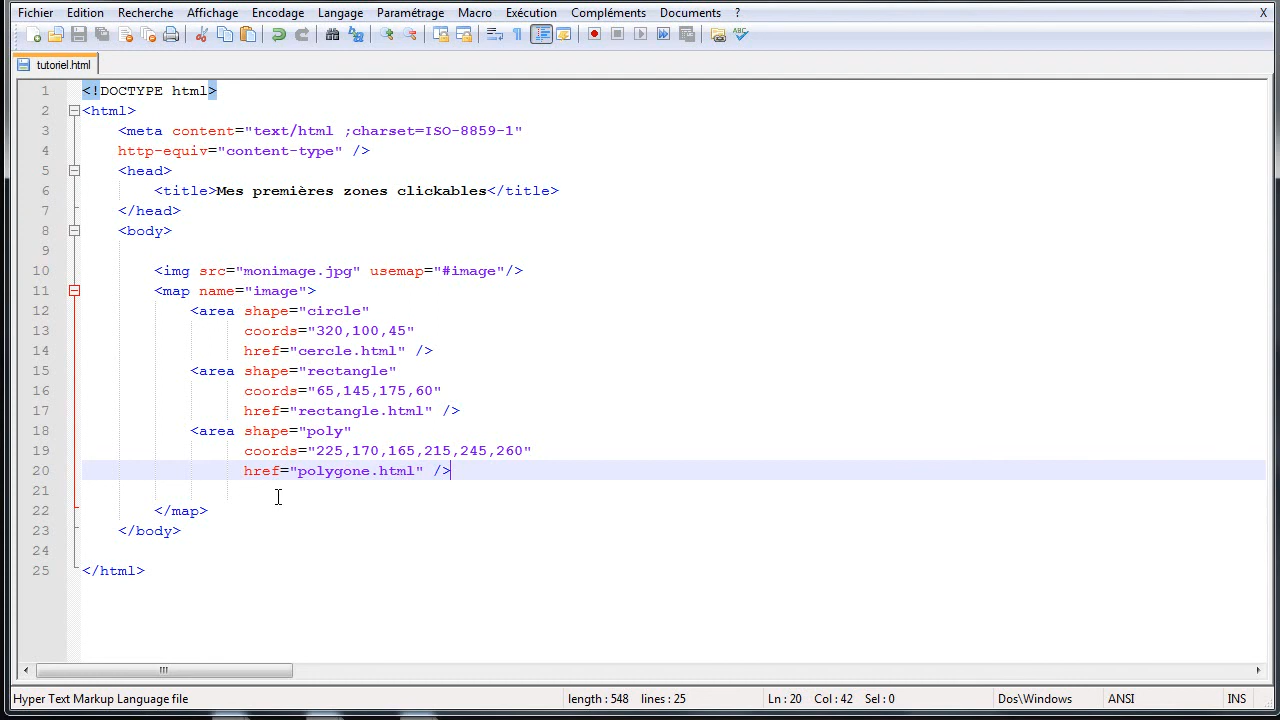 Fichier Edition Recherche Affichage Encodage Langage Paramétrage Macro Exécution Compléments Documents ? X
ABC
tutoriel.html
1 <!DOCTYPE html>
2 <html>
3 <meta content="text/html ;charset=ISO-8859-1"
4 http-equiv="content-type" />
5 <head>
6 <title>Mes premières zones clickables</title>
7 </head>
8 <body>
9
10 <img src="monimage.jpg" usemap="#image"/>
11 <map name="image">
12 <area shape="circle"
13 coords="320,100,45"
14 href="cercle.html" />
15 <area shape="rectangle"
16 coords="65,145,175,60"
17 href="rectangle.html" />
18 <area shape="poly"
19 coords="225,170,165,215,245,260"
20 href="polygone.html" />
21
22 </map>
23 </body>
24
25 </html>
Hyper Text Markup Language file length : 548 lines : 25 Ln : 20 Col : 42 Sel : 0 Dos\Windows ANSI INS